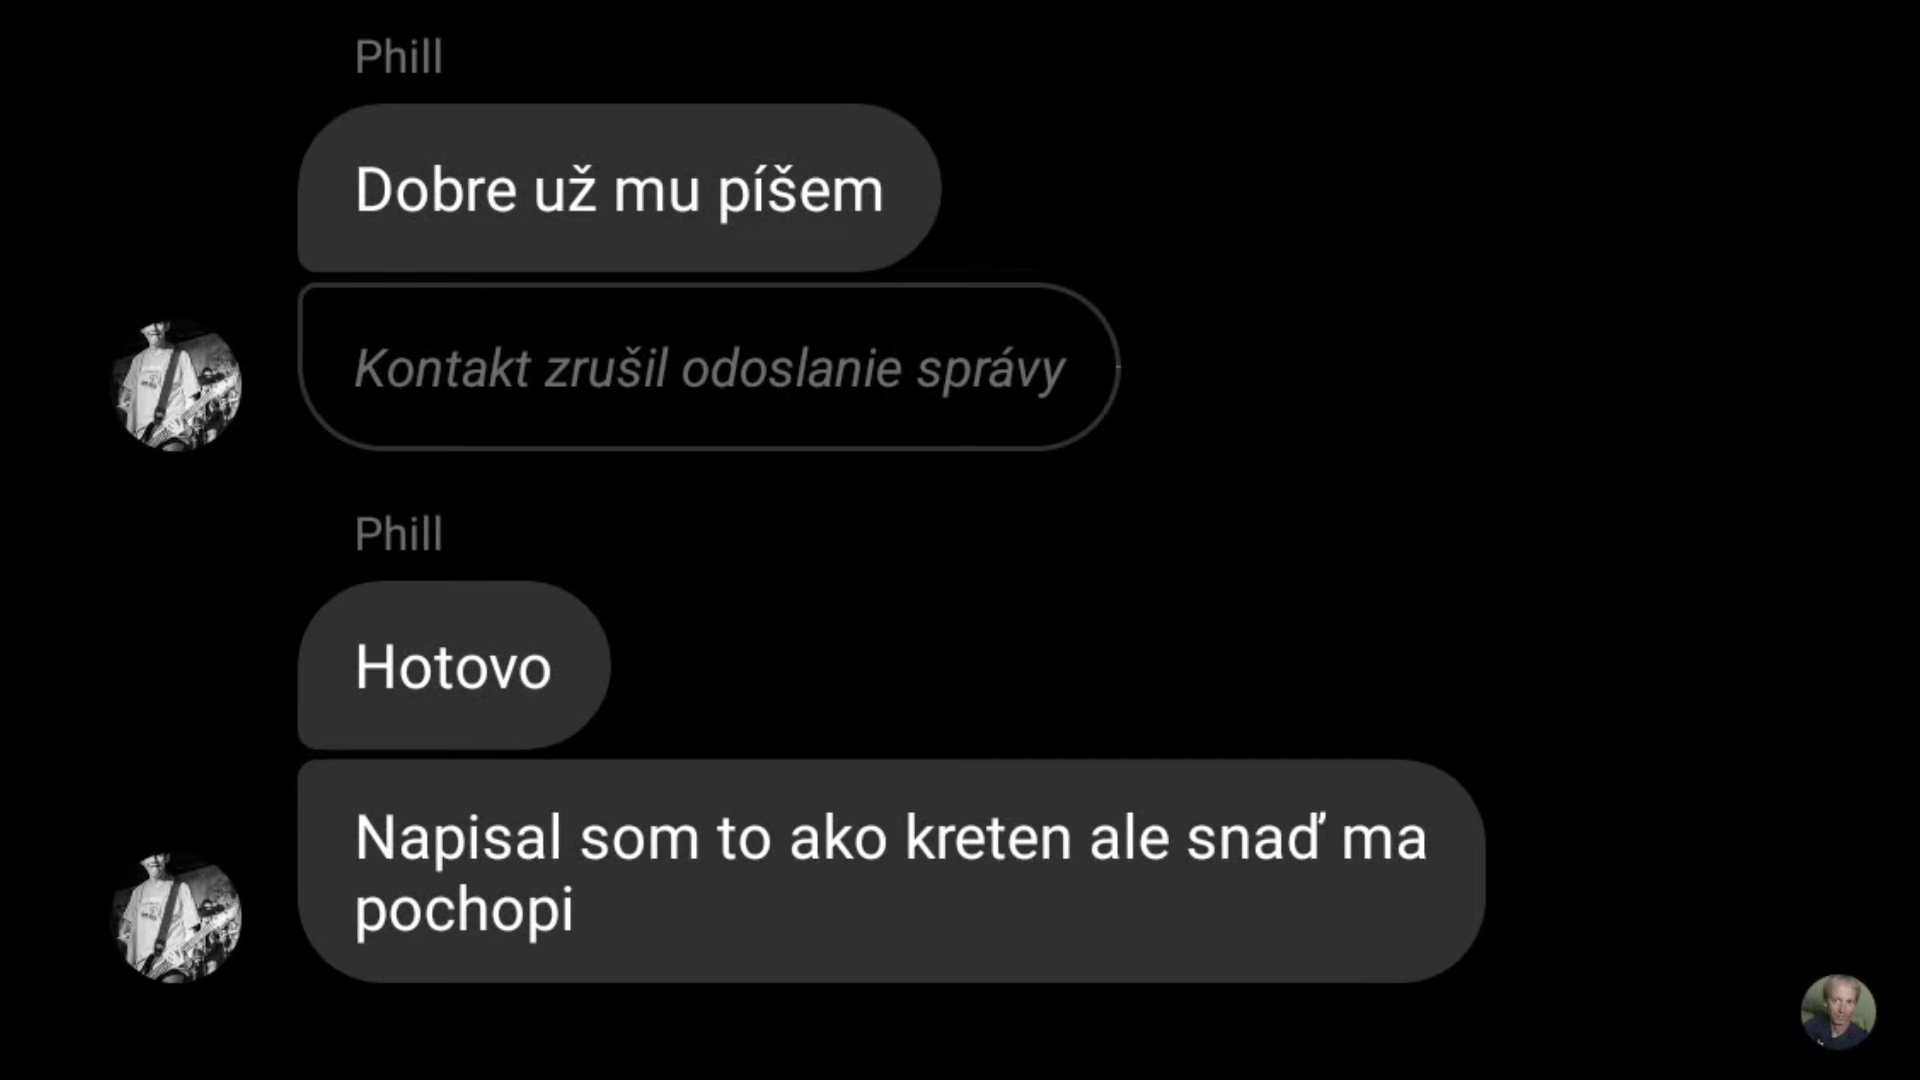 Phill
Dobre už mu píšem
Kontakt zrušil odoslanie správy
Phill
Hotovo
Napisal som to ako kreten ale snaď ma
pochopi